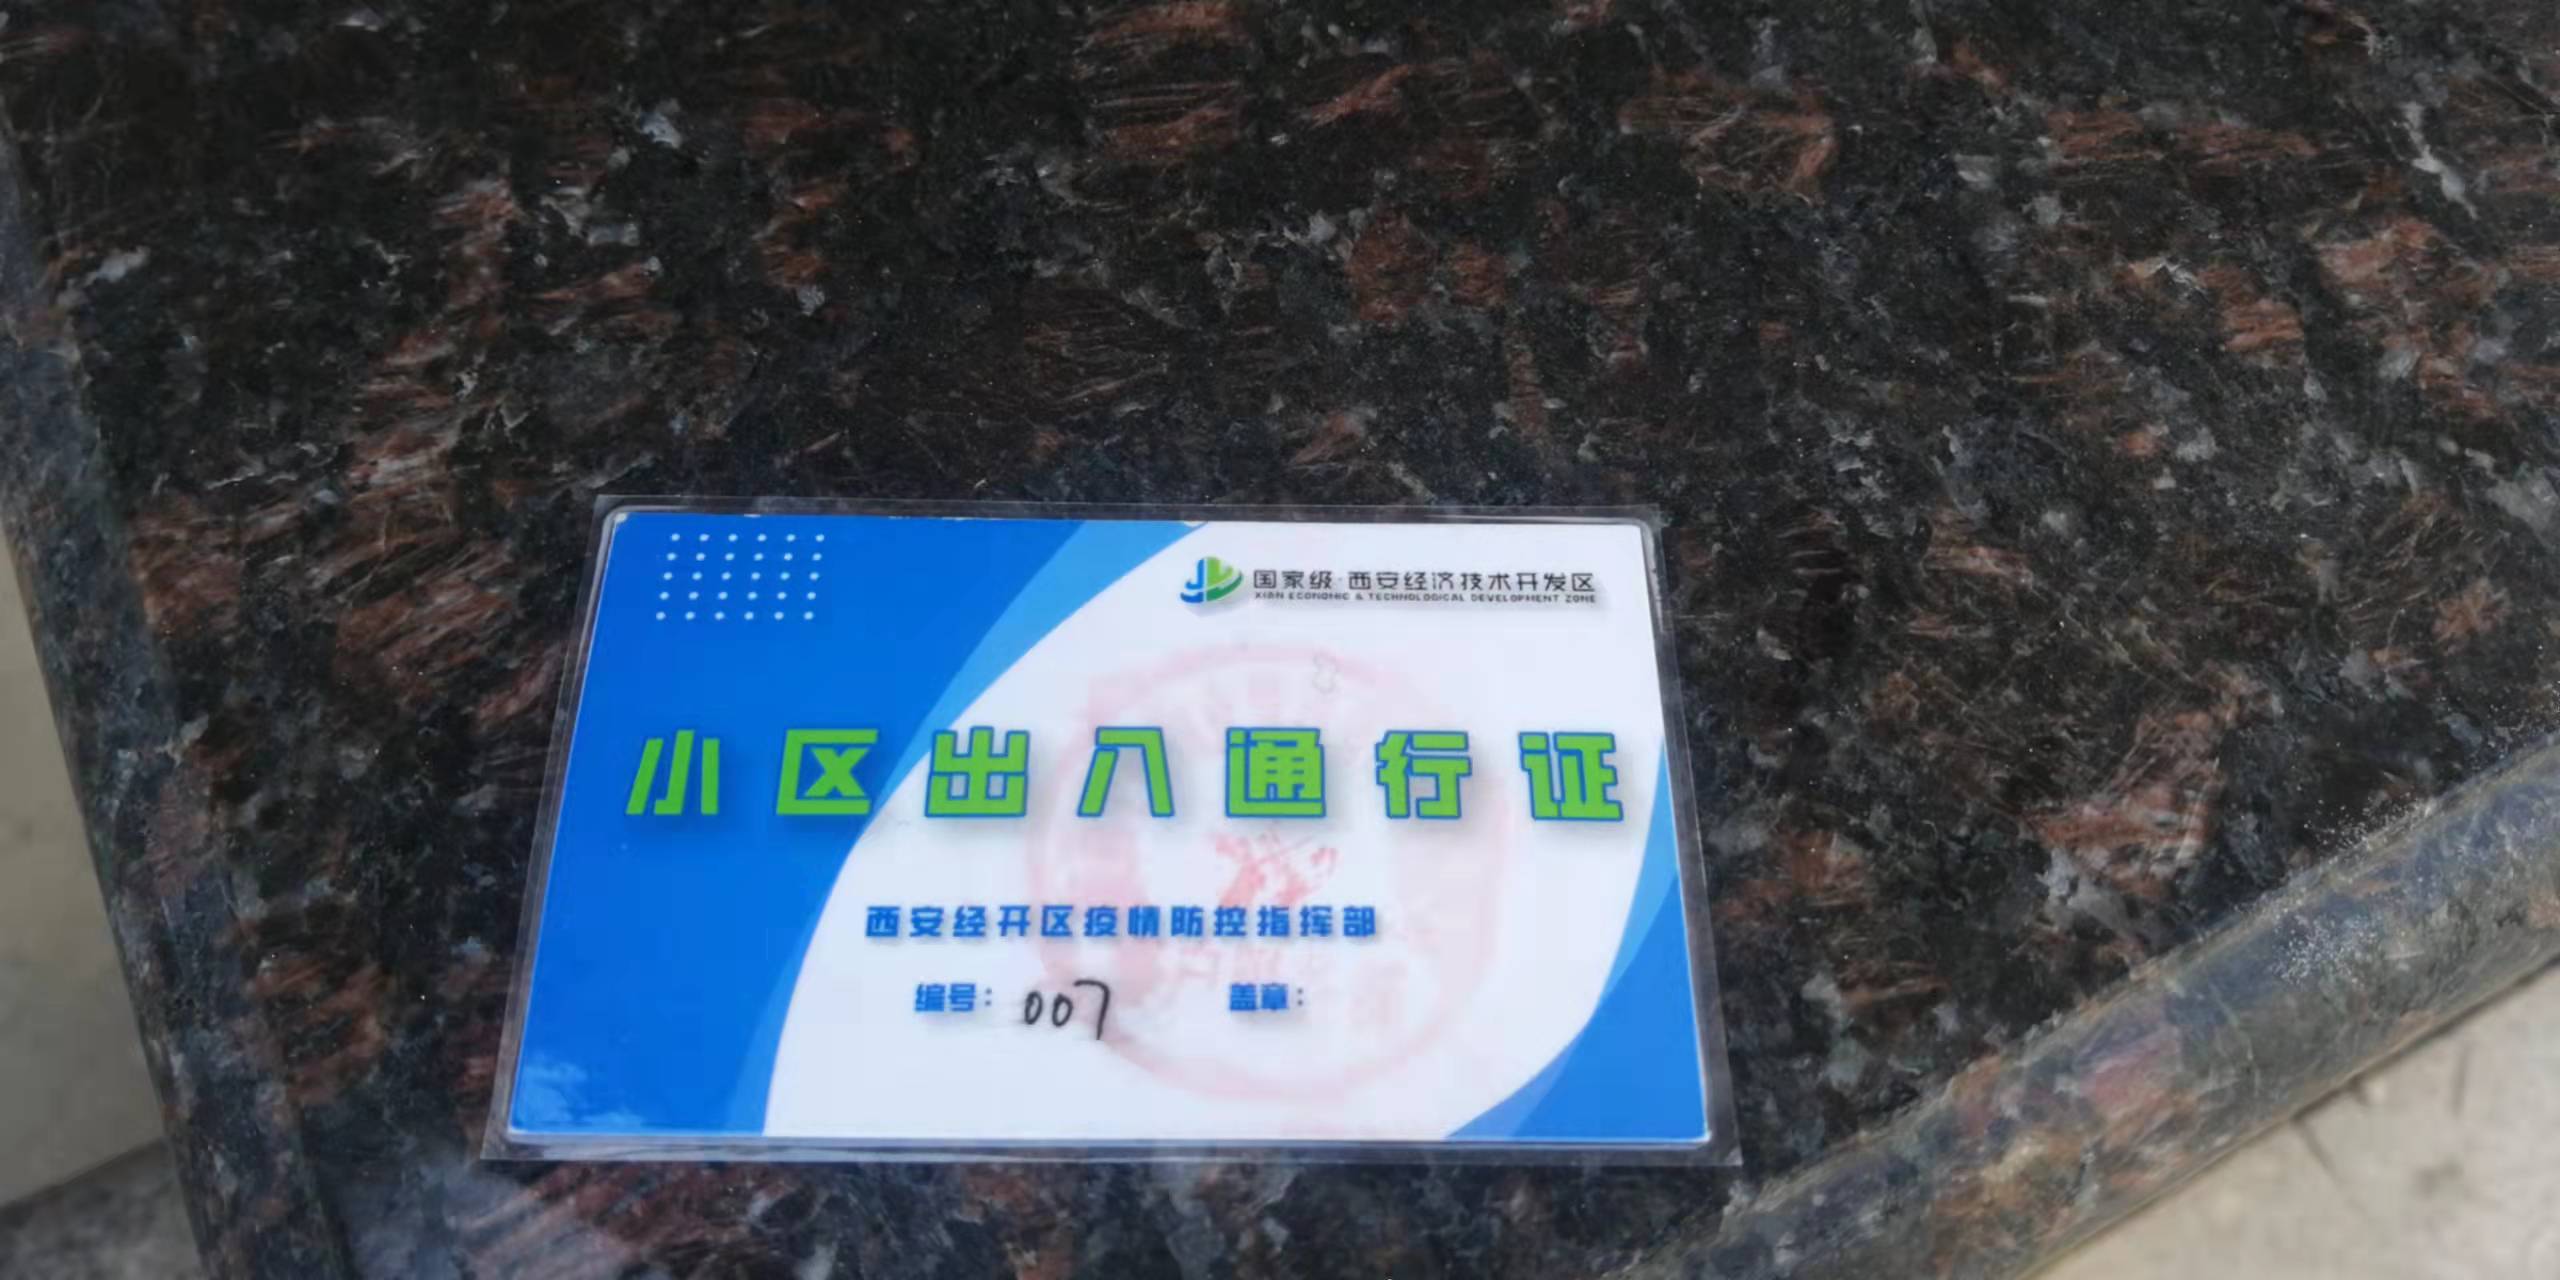 国家级·西安经济技术开发区
XIAN ECONOMIC & TECHNOLOGICAL DEVELOPMENT ZONE
小区出入通行证
西安经开区疫情防控指挥部
编号：007 盖章：